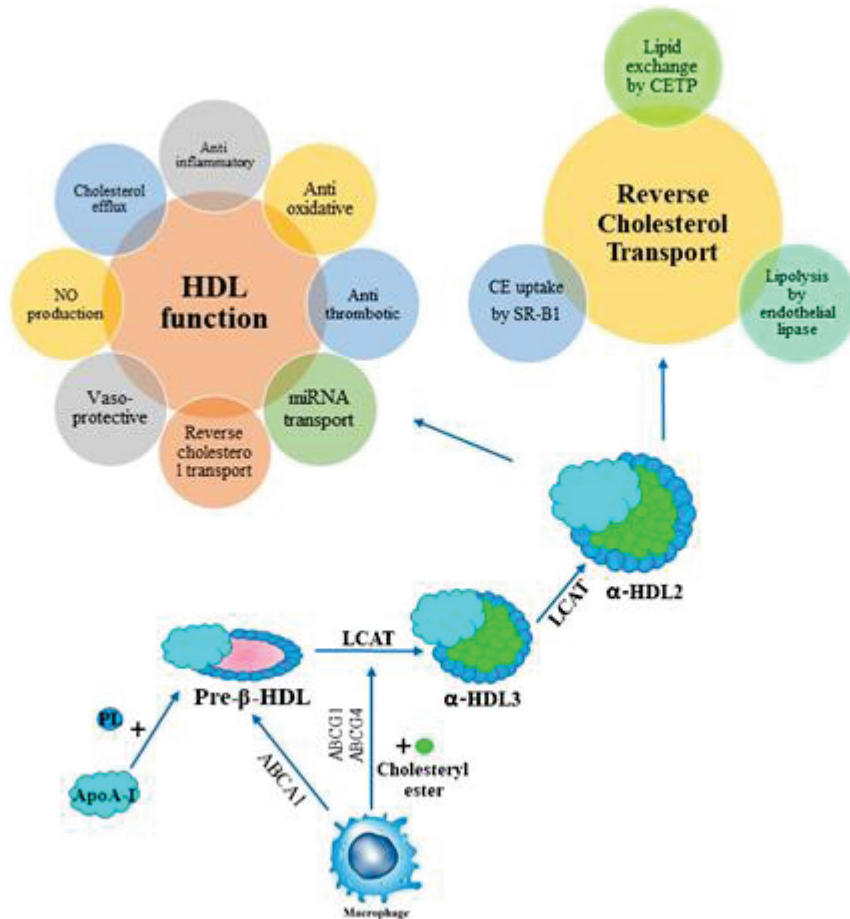 Lipid
exchange
by CETP
Reverse
Cholesterol
Transport
CE uptake
by SR-B1
Lipolysis by
endothelial
lipase
Anti
inflammatory
Anti
oxidative
Anti
thrombotic
miRNA
transport
Reverse
cholestero
l transport
Vaso-
protective
NO
production
Cholesterol
efflux
HDL
function
α-HDL2
LCAT
α-HDL3
LCAT
Pre-β-HDL
PL
+
ApoA-I
ABCA1
ABCG1
ABCG4
+
Cholesteryl
ester
Macrophage